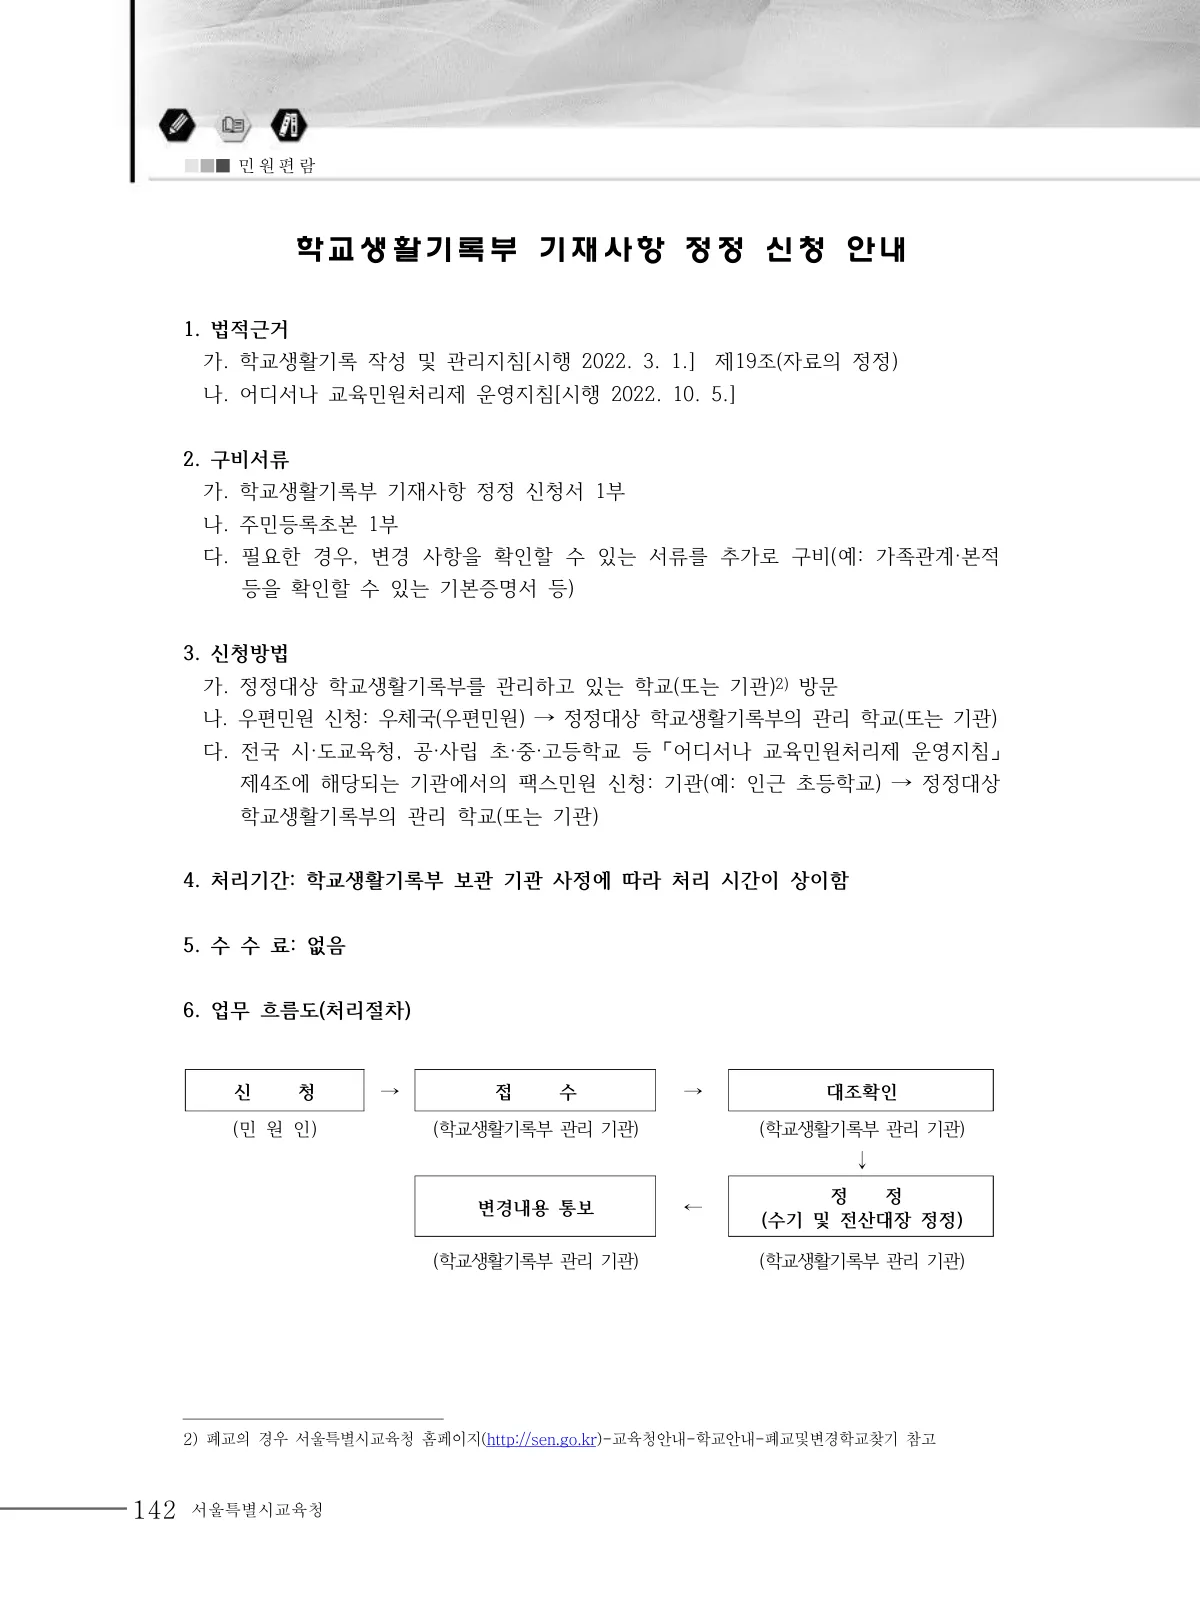 민원편람
학교생활기록부 기재사항 정정 신청 안내
1. 법적근거
가. 학교생활기록 작성 및 관리지침[시행 2022. 3. 1.] 제19조(자료의 정정)
나. 어디서나 교육민원처리제 운영지침[시행 2022. 10. 5.]
2. 구비서류
가. 학교생활기록부 기재사항 정정 신청서 1부
나. 주민등록초본 1부
다. 필요한 경우, 변경 사항을 확인할 수 있는 서류를 추가로 구비(예: 가족관계·본적
등을 확인할 수 있는 기본증명서 등)
3. 신청방법
가. 정정대상 학교생활기록부를 관리하고 있는 학교(또는 기관)2) 방문
나. 우편민원 신청: 우체국(우편민원) → 정정대상 학교생활기록부의 관리 학교(또는 기관)
다. 전국 시·도교육청, 공·사립 초·중·고등학교 등 「어디서나 교육민원처리제 운영지침」
제4조에 해당되는 기관에서의 팩스민원 신청: 기관(예: 인근 초등학교) → 정정대상
학교생활기록부의 관리 학교(또는 기관)
4. 처리기간: 학교생활기록부 보관 기관 사정에 따라 처리 시간이 상이함
5. 수 수 료: 없음
6. 업무 흐름도(처리절차)
신 청 → 접 수 → 대조확인
(민 원 인) (학교생활기록부 관리 기관) (학교생활기록부 관리 기관)
↓
변경내용 통보 ← 정 정
(수기 및 전산대장 정정)
(학교생활기록부 관리 기관) (학교생활기록부 관리 기관)
2) 폐교의 경우 서울특별시교육청 홈페이지(http://sen.go.kr)-교육청안내-학교안내-폐교및변경학교찾기 참고
142 서울특별시교육청